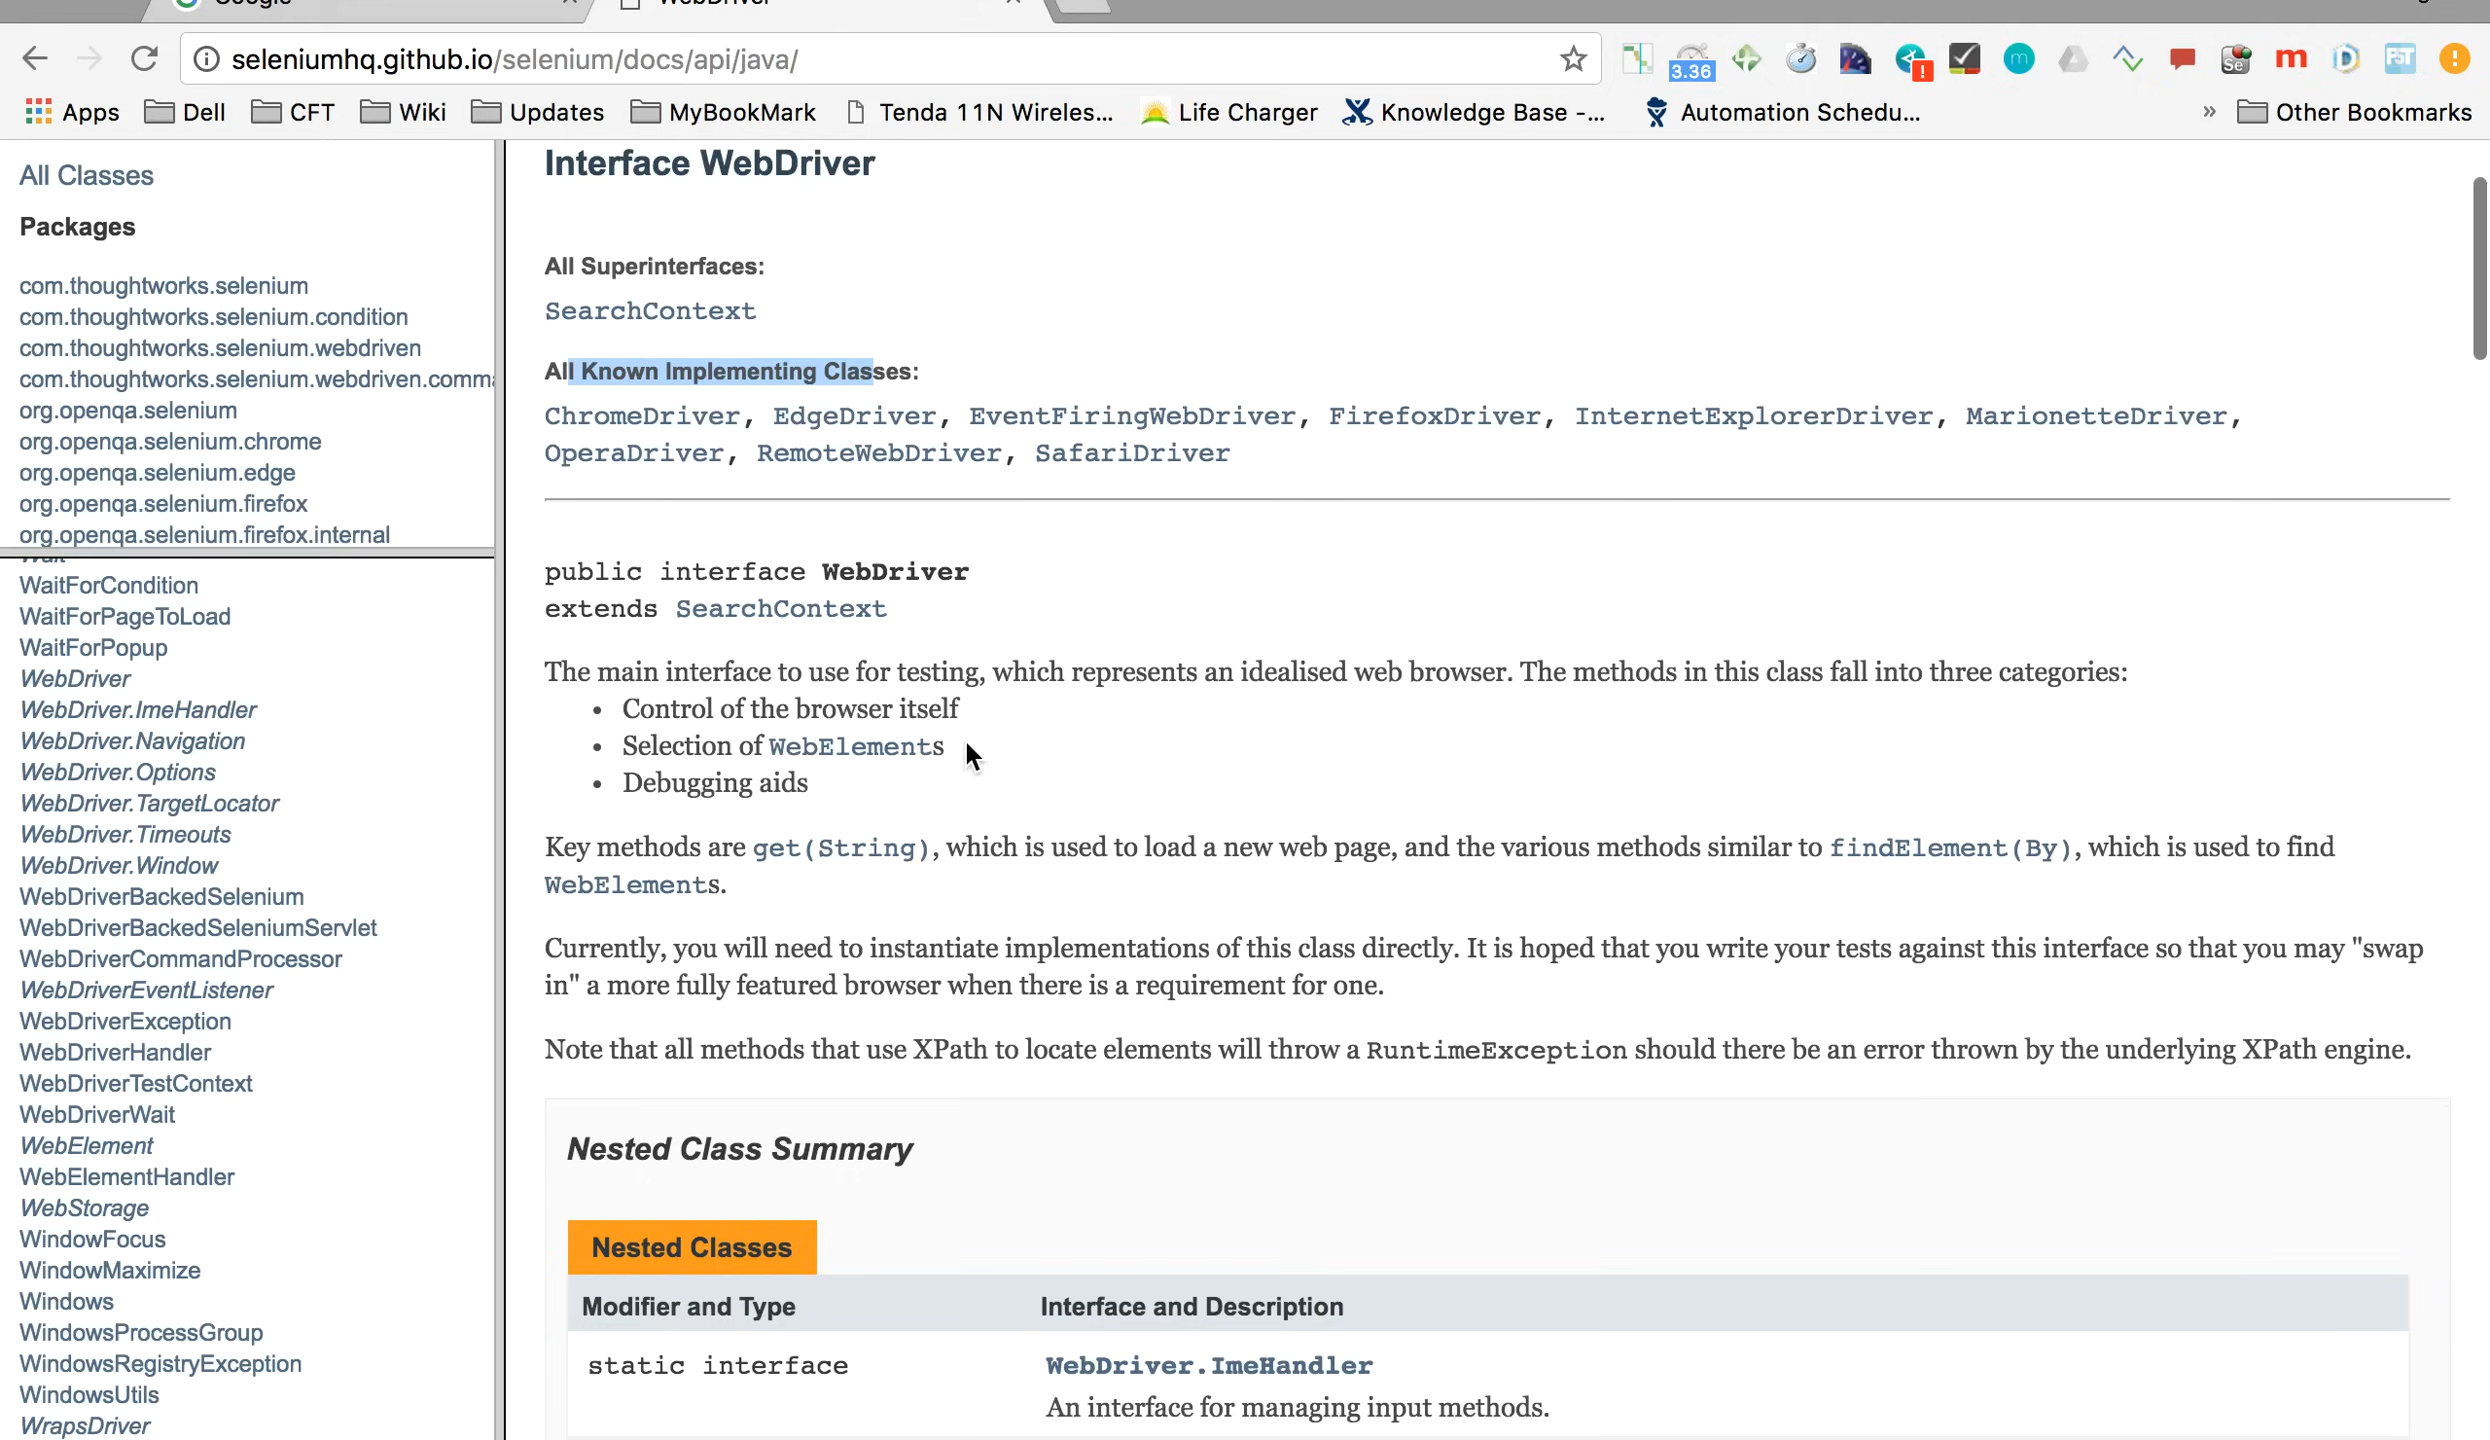 Google
WebDriver
seleniumhq.github.io/selenium/docs/api/java/
3.36
Apps
Dell
CFT
Wiki
Updates
MyBookMark
Tenda 11N Wireles...
Life Charger
Knowledge Base -...
Automation Schedu...
» Other Bookmarks
All Classes
Packages
com.thoughtworks.selenium
com.thoughtworks.selenium.condition
com.thoughtworks.selenium.webdriven
com.thoughtworks.selenium.webdriven.comma
org.openqa.selenium
org.openqa.selenium.chrome
org.openqa.selenium.edge
org.openqa.selenium.firefox
org.openqa.selenium.firefox.internal
Wait
WaitForCondition
WaitForPageToLoad
WaitForPopup
WebDriver
WebDriver.ImeHandler
WebDriver.Navigation
WebDriver.Options
WebDriver.TargetLocator
WebDriver.Timeouts
WebDriver.Window
WebDriverBackedSelenium
WebDriverBackedSeleniumServlet
WebDriverCommandProcessor
WebDriverEventListener
WebDriverException
WebDriverHandler
WebDriverTestContext
WebDriverWait
WebElement
WebElementHandler
WebStorage
WindowFocus
WindowMaximize
Windows
WindowsProcessGroup
WindowsRegistryException
WindowsUtils
WrapsDriver
Interface WebDriver
All Superinterfaces:
SearchContext
All Known Implementing Classes:
ChromeDriver, EdgeDriver, EventFiringWebDriver, FirefoxDriver, InternetExplorerDriver, MarionetteDriver,
OperaDriver, RemoteWebDriver, SafariDriver
public interface WebDriver
extends SearchContext
The main interface to use for testing, which represents an idealised web browser. The methods in this class fall into three categories:
• Control of the browser itself
• Selection of WebElements
• Debugging aids
Key methods are get(String), which is used to load a new web page, and the various methods similar to findElement(By), which is used to find
WebElements.
Currently, you will need to instantiate implementations of this class directly. It is hoped that you write your tests against this interface so that you may "swap
in" a more fully featured browser when there is a requirement for one.
Note that all methods that use XPath to locate elements will throw a RuntimeException should there be an error thrown by the underlying XPath engine.
Nested Class Summary
Nested Classes
Modifier and Type
Interface and Description
static interface
WebDriver.ImeHandler
An interface for managing input methods.